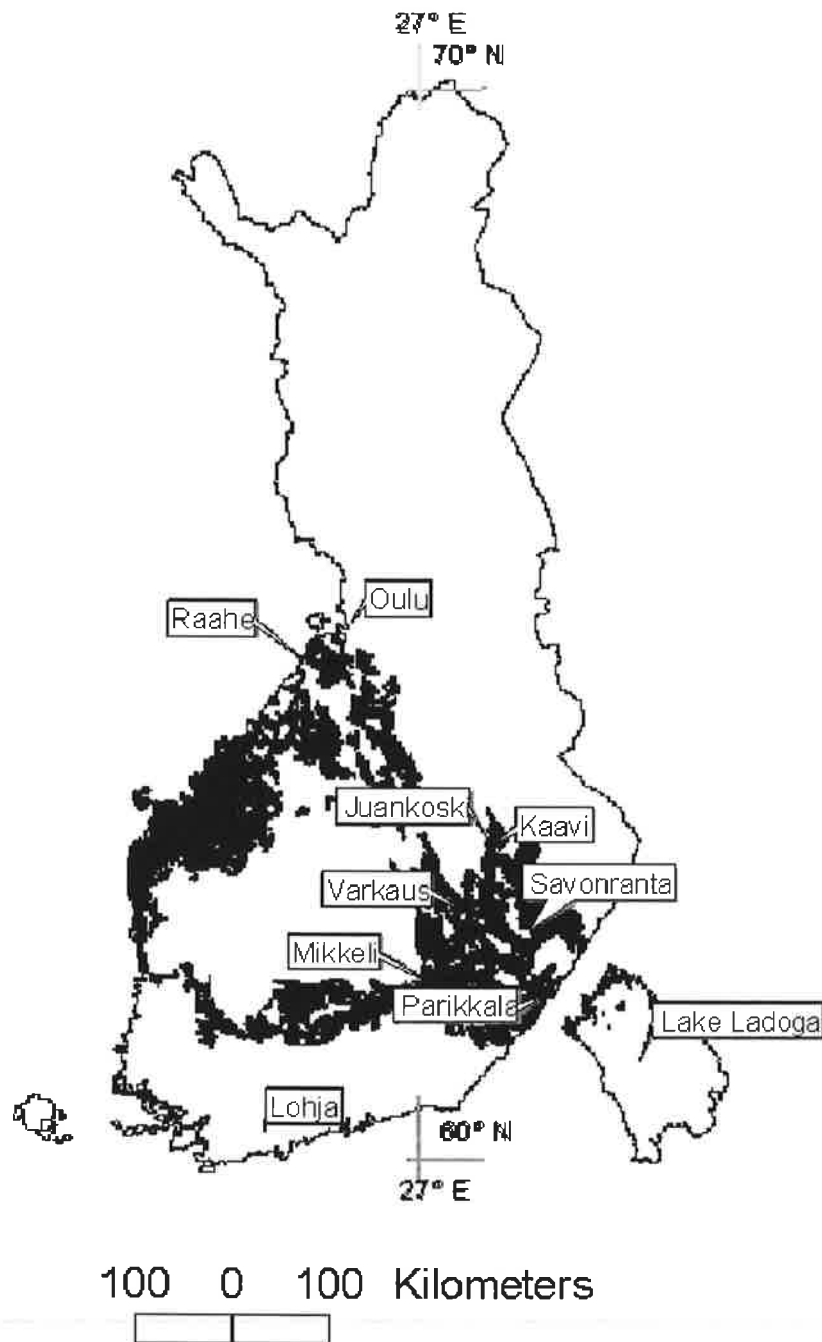 27° E
70° N
Oulu
Raahe
Juankoski
Kaavi
Varkaus
Savonranta
Mikkeli
Parikkala
Lake Ladoga
Lohja
60° N
27° E
100 0 100 Kilometers